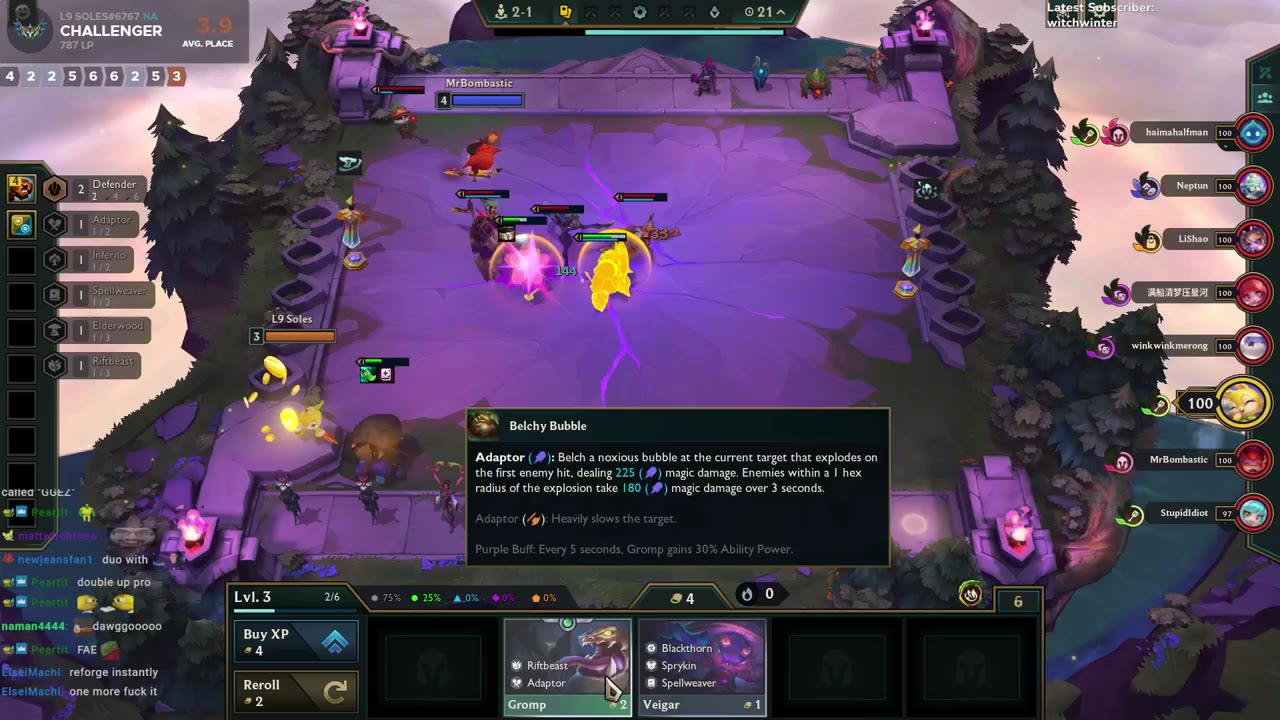 L9 SOLES#6767 NA
CHALLENGER
787 LP
3.9
AVG. PLACE
4 2 2 5 6 6 2 5 3
2-1
21
Latest Subscriber:
witchwinter
MrBombastic
4
haimahalfman 100
Neptun 100
LiShao 100
满船清梦压星河 100
winkwinkmerong 100
100
MrBombastic 100
StupidIdiot 97
2 Defender
2 4 6
1 Adaptor
1 / 2
1 Inferno
1 / 2
1 Spellweaver
1 / 2
1 Elderwood
1 / 3
1 Riftbeast
1 / 3
144
33
L9 Soles
3
Belchy Bubble
Adaptor: Belch a noxious bubble at the current target that explodes on
the first enemy hit, dealing 225 magic damage. Enemies within a 1 hex
radius of the explosion take 180 magic damage over 3 seconds.
Adaptor: Heavily slows the target.
Purple Buff: Every 5 seconds, Gromp gains 30% Ability Power.
called "GGEZ"
Peartit
newjeansfan1 duo with
Peartit: double up pro
Peartit
naman4444: dawggooooo
Peartit: FAE
ElseiMachi: reforge instantly
ElseiMachi: one more fuck it
Lvl. 3 2/6
75% 25% 0% 0% 0%
4
0
6
Buy XP
4
Reroll
2
Riftbeast
Adaptor
Gromp 2
Blackthorn
Sprykin
Spellweaver
Veigar 1